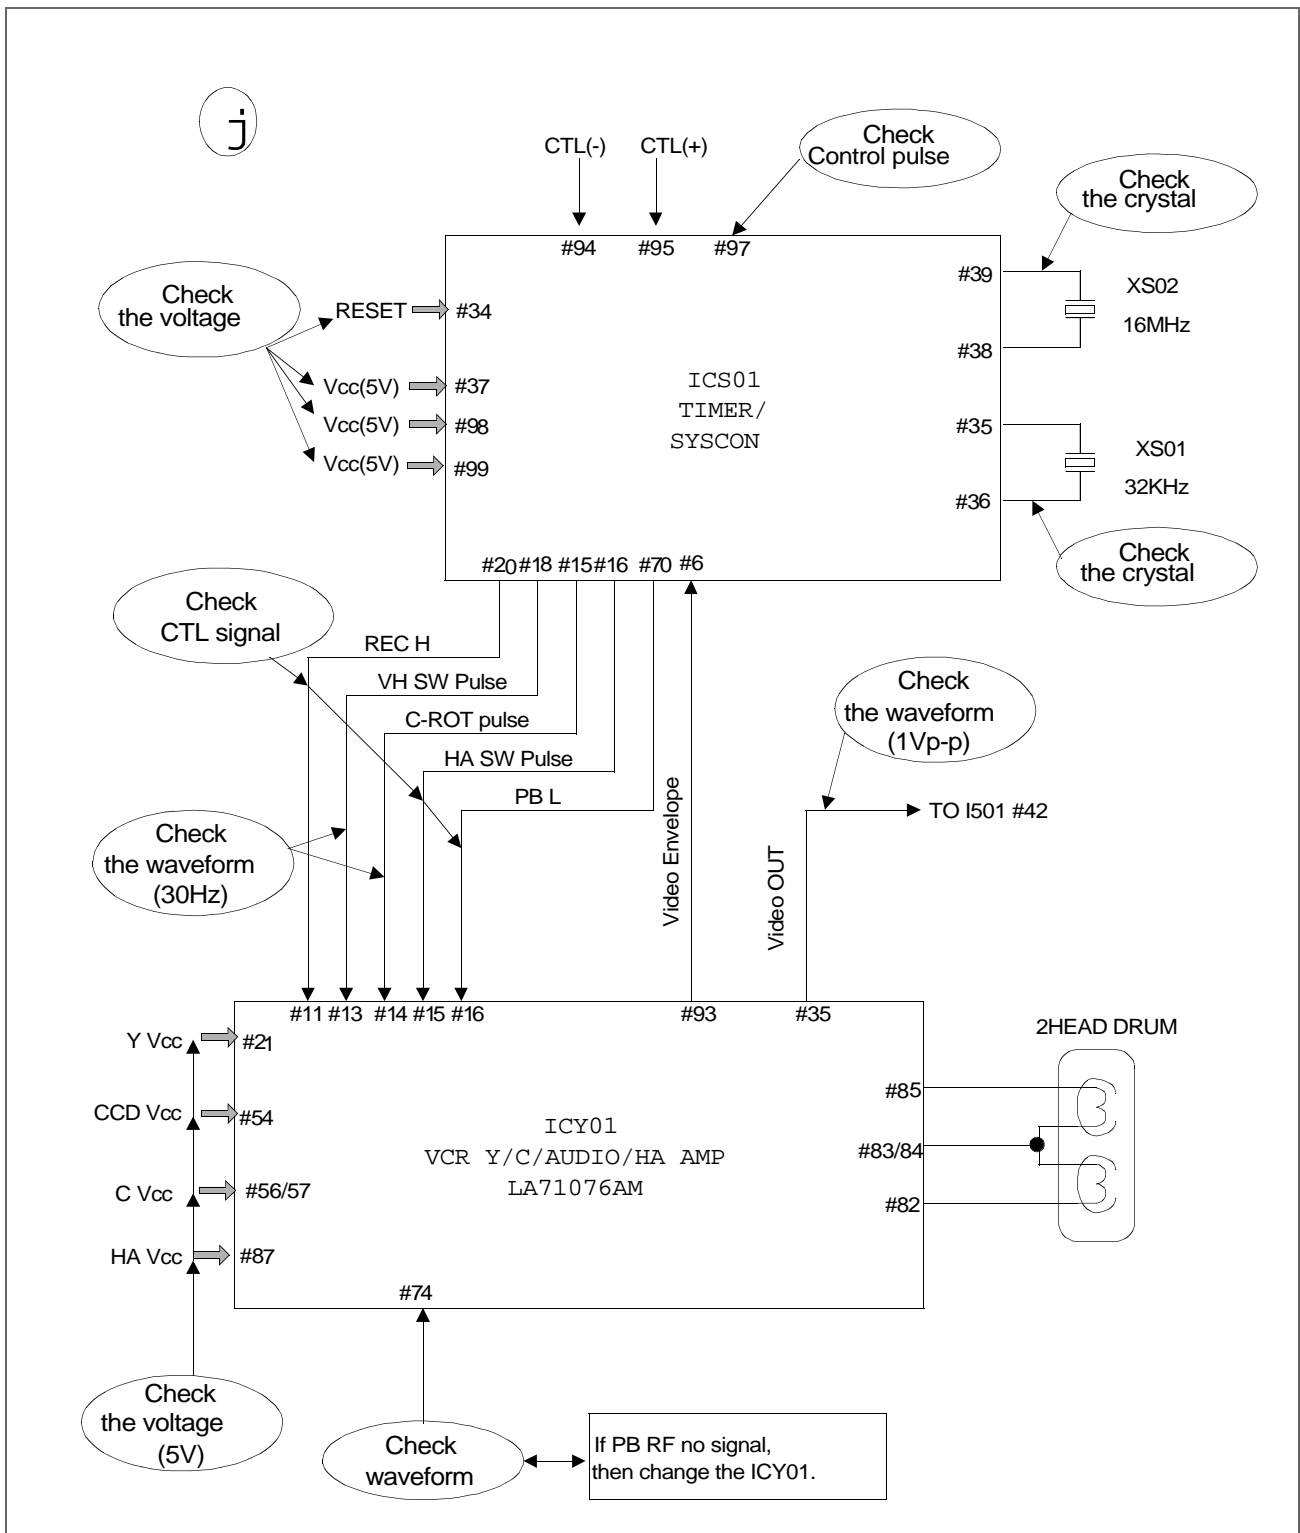 j
CTL(-)
CTL(+)
Check
Control pulse
Check
the crystal
#94
#95
#97
#39
XS02
16MHz
#38
Check
the voltage
RESET
#34
Vcc(5V)
#37
Vcc(5V)
#98
Vcc(5V)
#99
ICS01
TIMER/
SYSCON
#35
XS01
32KHz
#36
Check
the crystal
#20
#18
#15
#16
#70
#6
Check
CTL signal
REC H
VH SW Pulse
C-ROT pulse
HA SW Pulse
PB L
Check
the waveform
(1Vp-p)
TO I501 #42
Check
the waveform
(30Hz)
Video Envelope
Video OUT
#11
#13
#14
#15
#16
#93
#35
Y Vcc
#21
CCD Vcc
#54
C Vcc
#56/57
HA Vcc
#87
ICY01
VCR Y/C/AUDIO/HA AMP
LA71076AM
2HEAD DRUM
#85
#83/84
#82
#74
Check
the voltage
(5V)
Check
waveform
If PB RF no signal,
then change the ICY01.